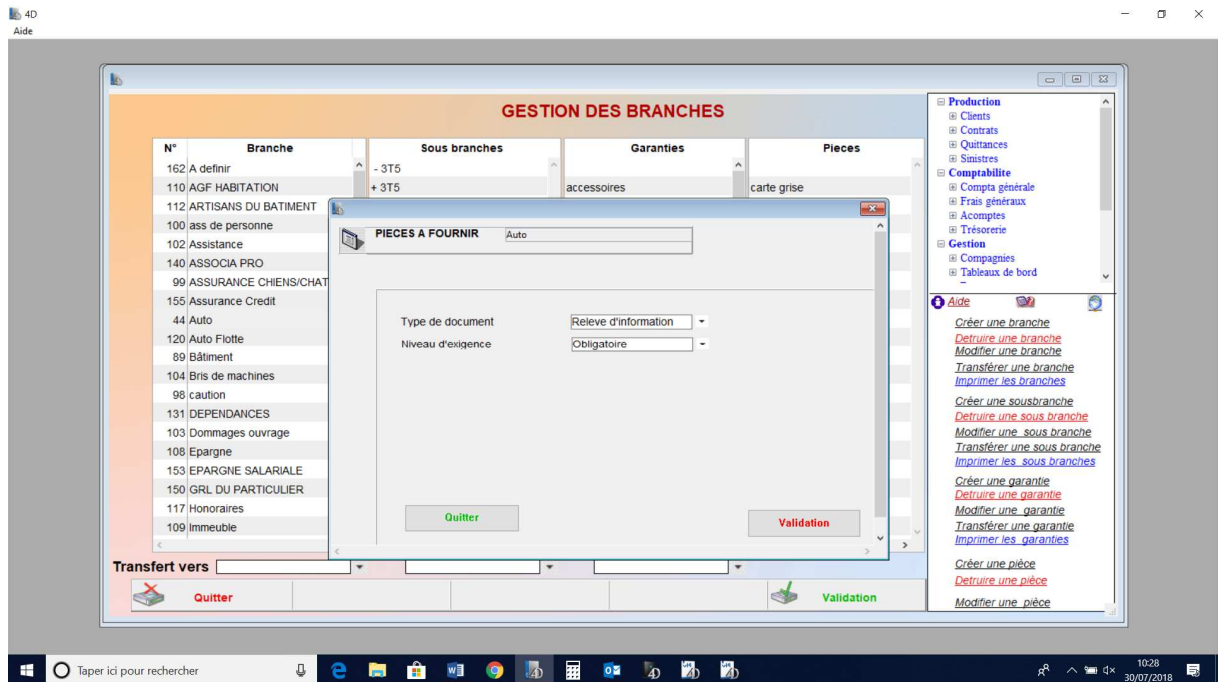 4D
Aide
GESTION DES BRANCHES
N° Branche Sous branches Garanties Pieces
162 A definir - 3T5
110 AGF HABITATION + 3T5 accessoires carte grise
112 ARTISANS DU BATIMENT
100 ass de personne
102 Assistance
140 ASSOCIA PRO
99 ASSURANCE CHIENS/CHAT
155 Assurance Credit
44 Auto
120 Auto Flotte
89 Bâtiment
104 Bris de machines
98 caution
131 DEPENDANCES
103 Dommages ouvrage
108 Epargne
153 EPARGNE SALARIALE
150 GRL DU PARTICULIER
117 Honoraires
109 Immeuble
PIECES A FOURNIR Auto
Type de document Releve d'information
Niveau d'exigence Obligatoire
Quitter Validation
Transfert vers
Quitter Validation
Production
Clients
Contrats
Quittances
Sinistres
Comptabilite
Compta générale
Frais généraux
Acomptes
Trésorerie
Gestion
Compagnies
Tableaux de bord
Aide
Créer une branche
Detruire une branche
Modifier une branche
Transférer une branche
Imprimer les branches
Créer une sousbranche
Detruire une sous branche
Modifier une sous branche
Transférer une sous branche
Imprimer les sous branches
Créer une garantie
Detruire une garantie
Modifier une garantie
Transférer une garantie
Imprimer les garanties
Créer une pièce
Detruire une pièce
Modifier une pièce
Taper ici pour rechercher
10:28
30/07/2018